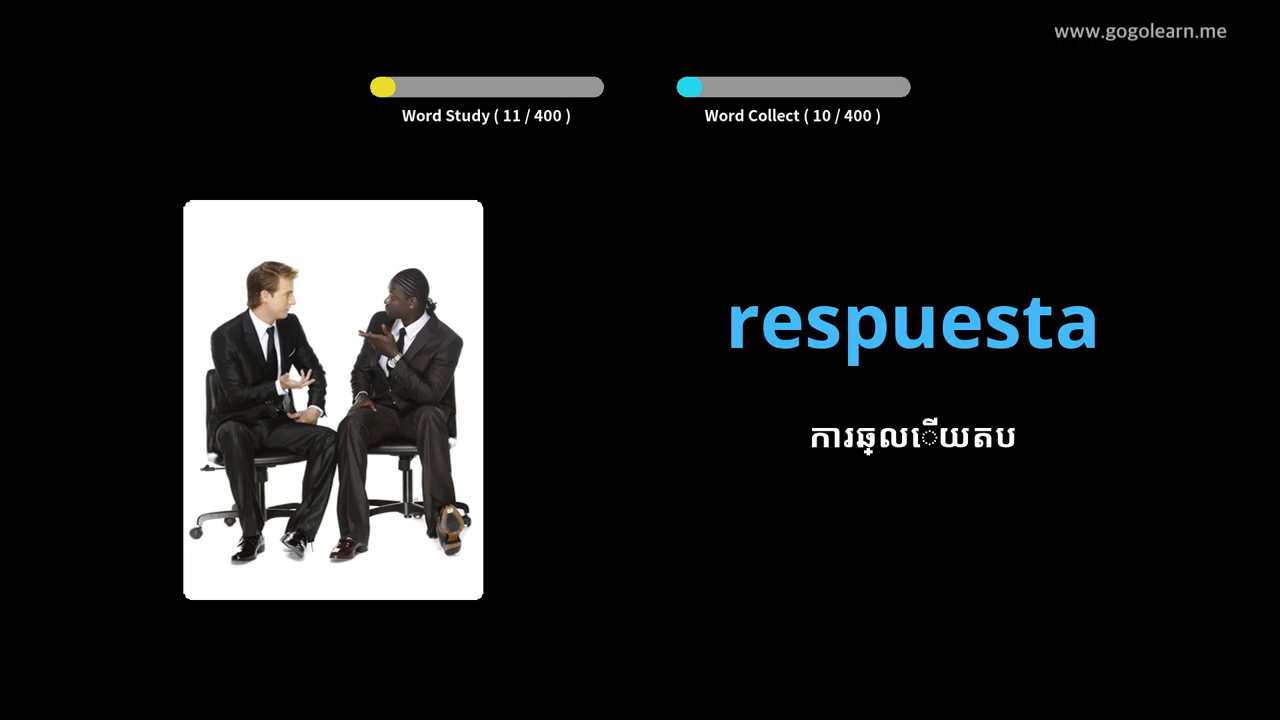 www.gogolearn.me
Word Study ( 11 / 400 )
Word Collect ( 10 / 400 )
respuesta
ការឆ្លើយតប